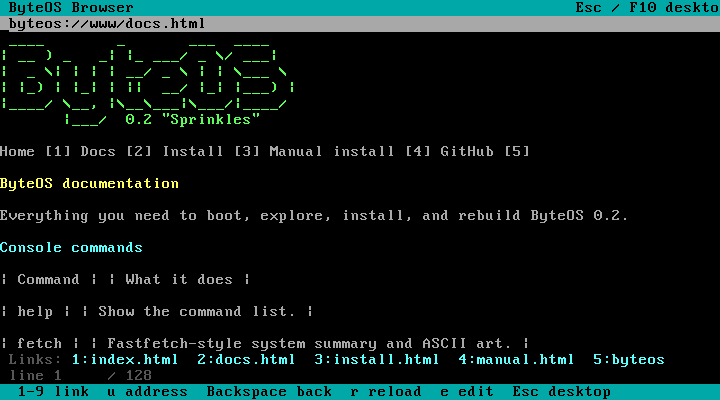 ByteOS Browser Esc / F10 deskto
byteos://www/docs.html
ByteOS
0.2 "Sprinkles"
Home [1] Docs [2] Install [3] Manual install [4] GitHub [5]
ByteOS documentation
Everything you need to boot, explore, install, and rebuild ByteOS 0.2.
Console commands
| Command | | What it does |
| help | | Show the command list. |
| fetch | | Fastfetch-style system summary and ASCII art. |
Links: 1:index.html 2:docs.html 3:install.html 4:manual.html 5:byteos
line 1 / 128
1-9 link u address Backspace back r reload e edit Esc desktop